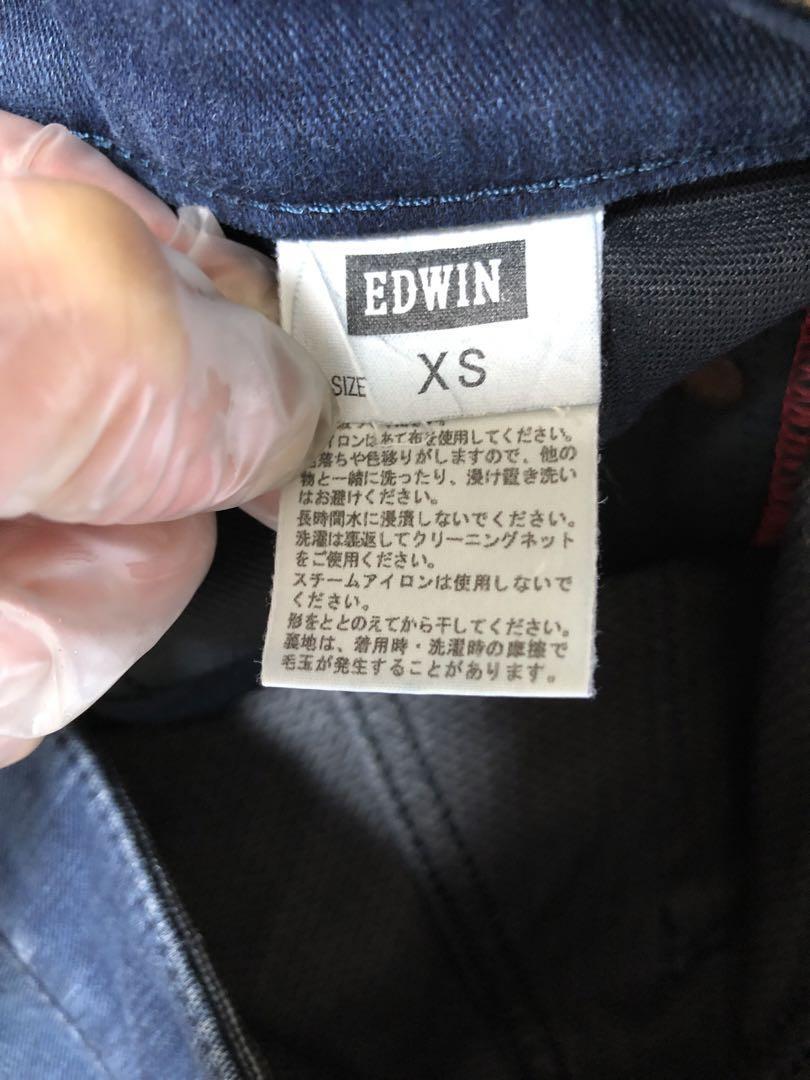 EDWIN
SIZE XS
イロンはあて布を使用してください。
落ちや色移りがしますので、他の
物と一緒に洗ったり、浸け置き洗い
はお避けください。
長時間水に浸漬しないでください。
洗濯は裏返してクリーニングネット
をご使用ください。
スチームアイロンは使用しないで
ください。
形をととのえてから干してください。
裏地は、着用時・洗濯時の摩擦で
毛玉が発生することがあります。